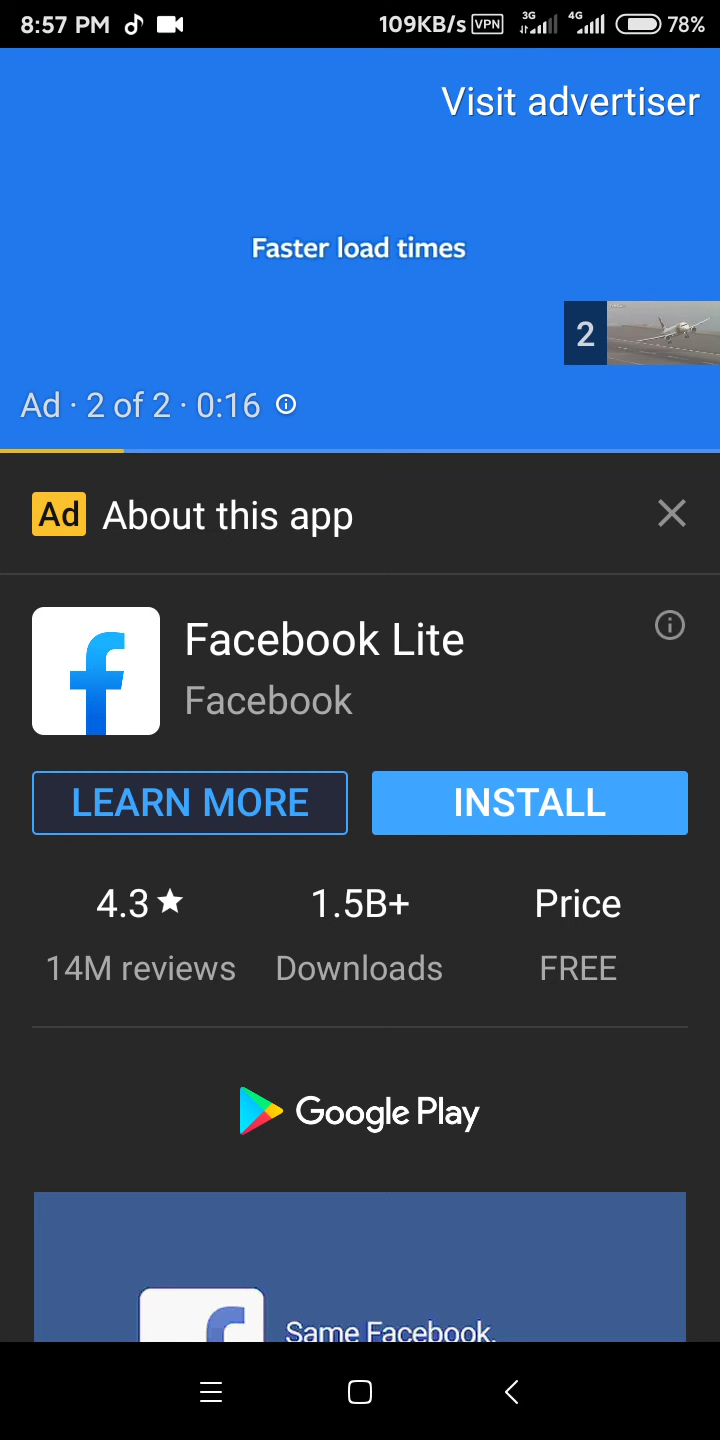 8:57 PM 109KB/s VPN 3G 4G 78%
Visit advertiser
Faster load times
2
Ad · 2 of 2 · 0:16
Ad About this app
Facebook Lite
Facebook
LEARN MORE INSTALL
4.3★ 1.5B+ Price
14M reviews Downloads FREE
Google Play
Same Facebook.